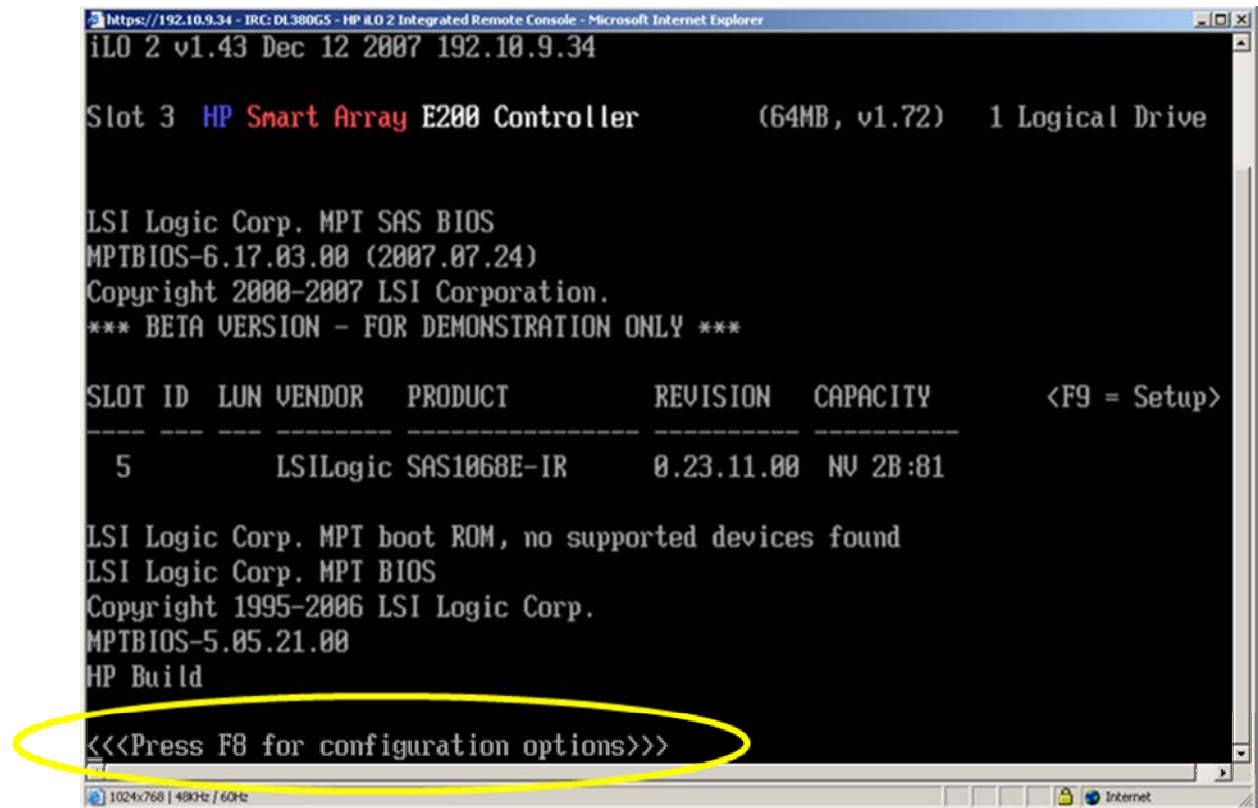 https://192.10.9.34 - IRC: DL380G5 - HP iLO 2 Integrated Remote Console - Microsoft Internet Explorer
iLO 2 v1.43 Dec 12 2007 192.10.9.34
Slot 3 HP Smart Array E200 Controller (64MB, v1.72) 1 Logical Drive
LSI Logic Corp. MPT SAS BIOS
MPTBIOS-6.17.03.00 (2007.07.24)
Copyright 2000-2007 LSI Corporation.
*** BETA VERSION - FOR DEMONSTRATION ONLY ***
SLOT ID LUN VENDOR PRODUCT REVISION CAPACITY <F9 = Setup>
---- --- --- -------- ---------------- ---------- ----------
5 LSILogic SAS1068E-IR 0.23.11.00 NV 2B:81
LSI Logic Corp. MPT boot ROM, no supported devices found
LSI Logic Corp. MPT BIOS
Copyright 1995-2006 LSI Logic Corp.
MPTBIOS-5.05.21.00
HP Build
<<<Press F8 for configuration options>>>
1024x768 | 48KHz / 60Hz Internet